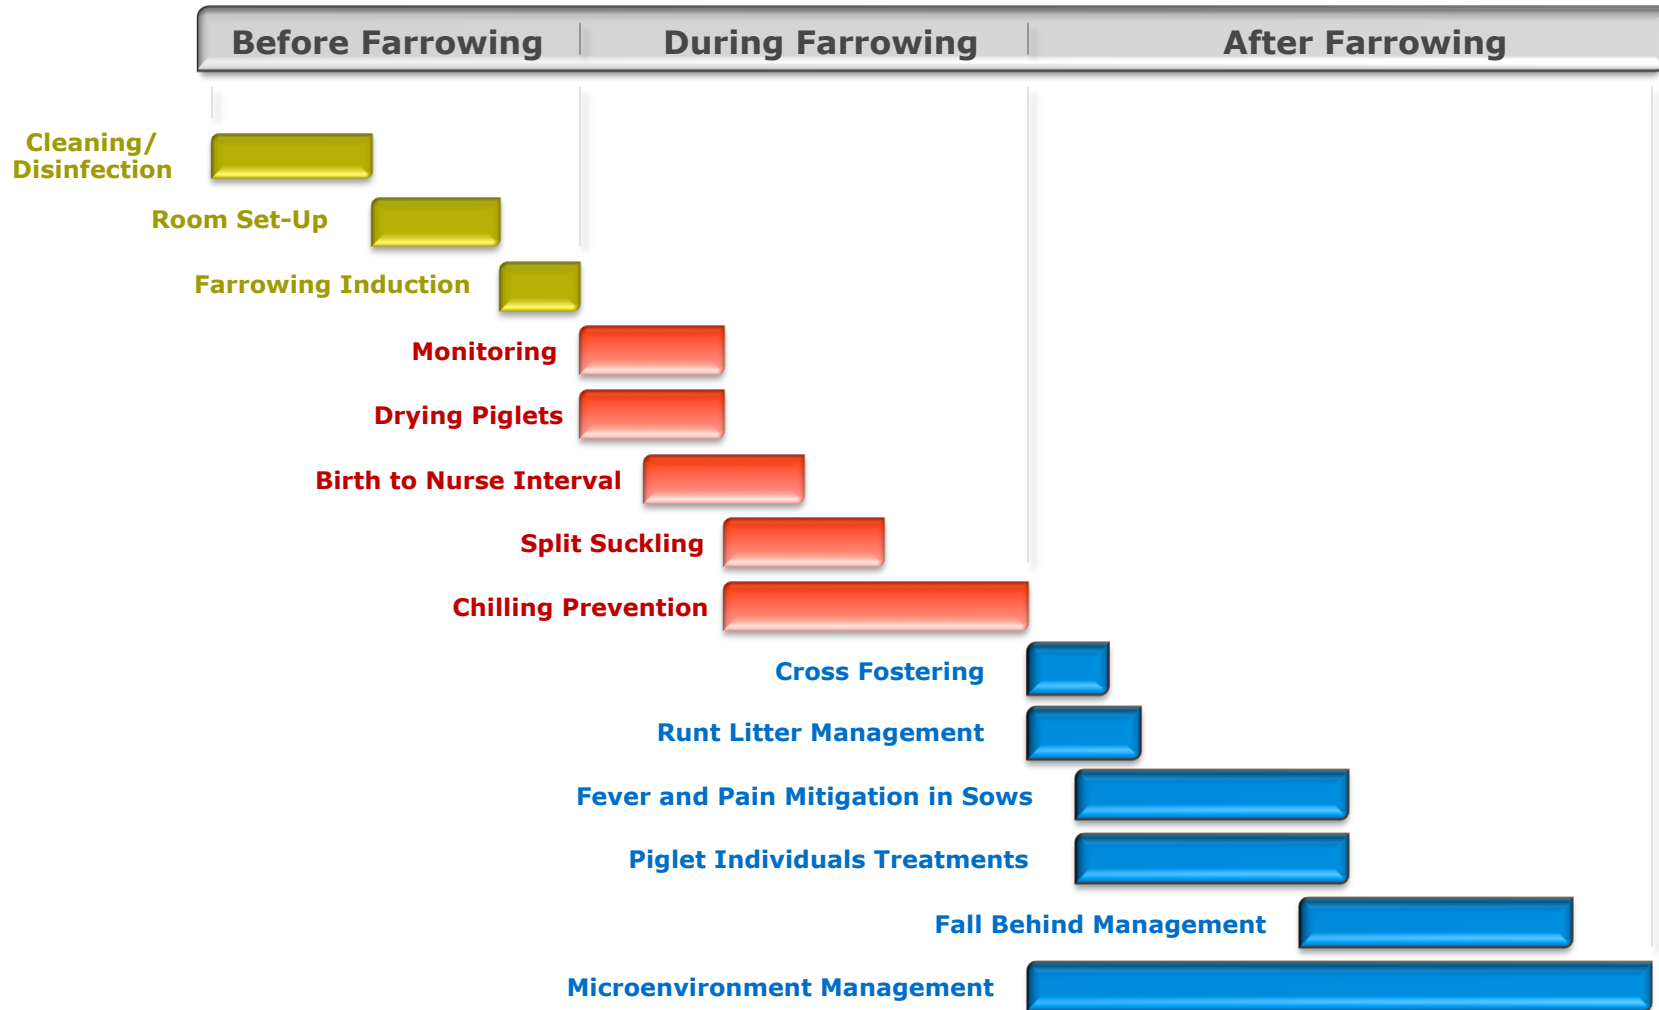 Before Farrowing
During Farrowing
After Farrowing
Cleaning/
Disinfection
Room Set-Up
Farrowing Induction
Monitoring
Drying Piglets
Birth to Nurse Interval
Split Suckling
Chilling Prevention
Cross Fostering
Runt Litter Management
Fever and Pain Mitigation in Sows
Piglet Individuals Treatments
Fall Behind Management
Microenvironment Management